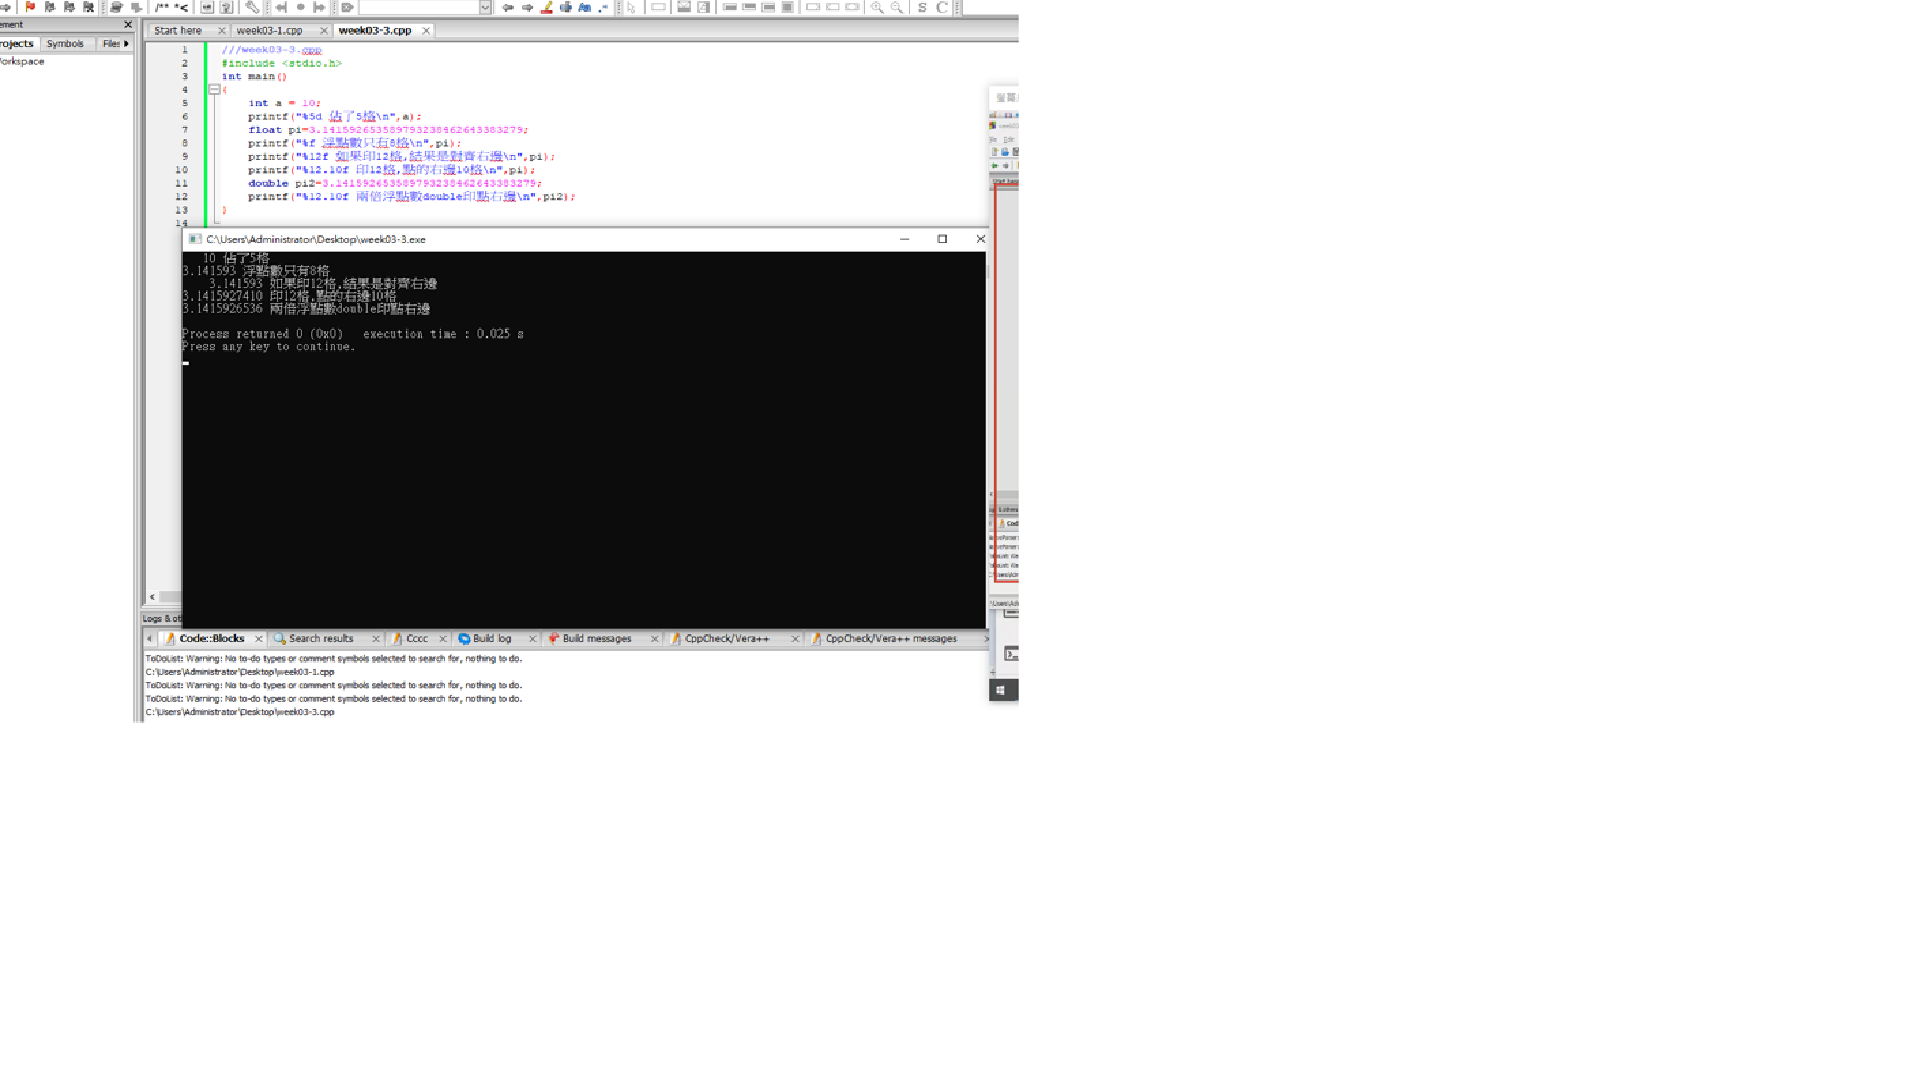 ement
Start here
week03-1.cpp
week03-3.cpp
rojects
Symbols
Files
orkspace
1 ///week03-3.cpp
2 #include <stdio.h>
3 int main()
4 {
5 int a = 10;
6 printf("%5d 佔了5格\n",a);
7 float pi=3.14159265358979323846264338327​9;
8 printf("%f 浮點數只有8格\n",pi);
9 printf("%12f 如果印12格,結果是對齊右邊\n",pi);
10 printf("%12.10f 印12格,點的右邊10格\n",pi);
11 double pi2=3.141592653589793238462643383279;
12 printf("%12.10f 兩倍浮點數double印點右邊\n",pi2);
13 }
14
C:\Users\Administrator\Desktop\week03-3.exe
10 佔了5格
3.141593 浮點數只有8格
3.141593 如果印12格,結果是對齊右邊
3.1415927410 印12格,點的右邊10格
3.1415926536 兩倍浮點數double印點右邊
Process returned 0 (0x0) execution time : 0.025 s
Press any key to continue.
Logs & ot
Code::Blocks
Search results
Cccc
Build log
Build messages
CppCheck/Vera++
CppCheck/Vera++ messages
ToDoList: Warning: No to-do types or comment symbols selected to search for, nothing to do.
C:\Users\Administrator\Desktop\week03-1.cpp
ToDoList: Warning: No to-do types or comment symbols selected to search for, nothing to do.
ToDoList: Warning: No to-do types or comment symbols selected to search for, nothing to do.
C:\Users\Administrator\Desktop\week03-3.cpp